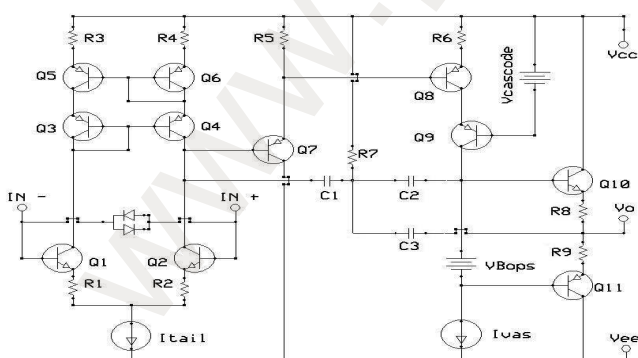 R3
R4
R5
R6
Vcc
Q5
Q6
Q8
Vcascode
Q3
Q4
Q9
Q7
R7
IN -
IN +
C1
C2
Q10
R8
Vo
C3
R9
Q1
Q2
VBops
Q11
R1
R2
Itail
Ivas
Vee
www.